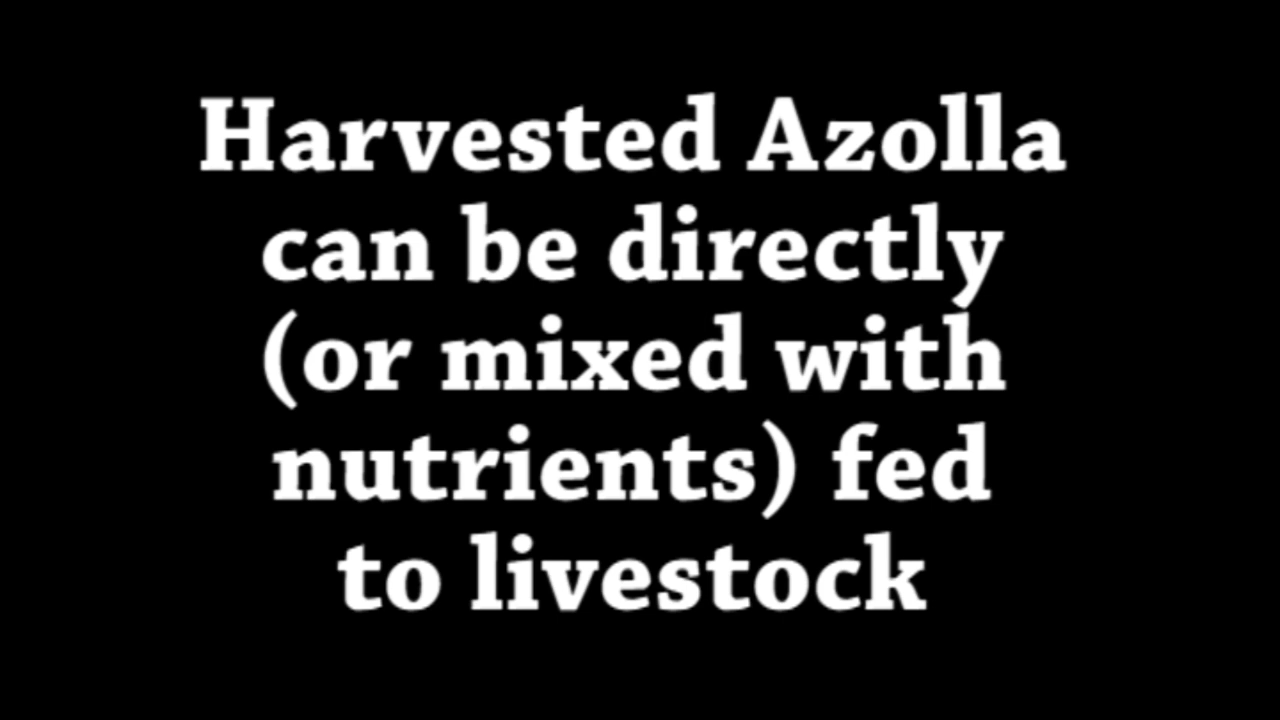 Harvested Azolla
can be directly
(or mixed with
nutrients) fed
to livestock